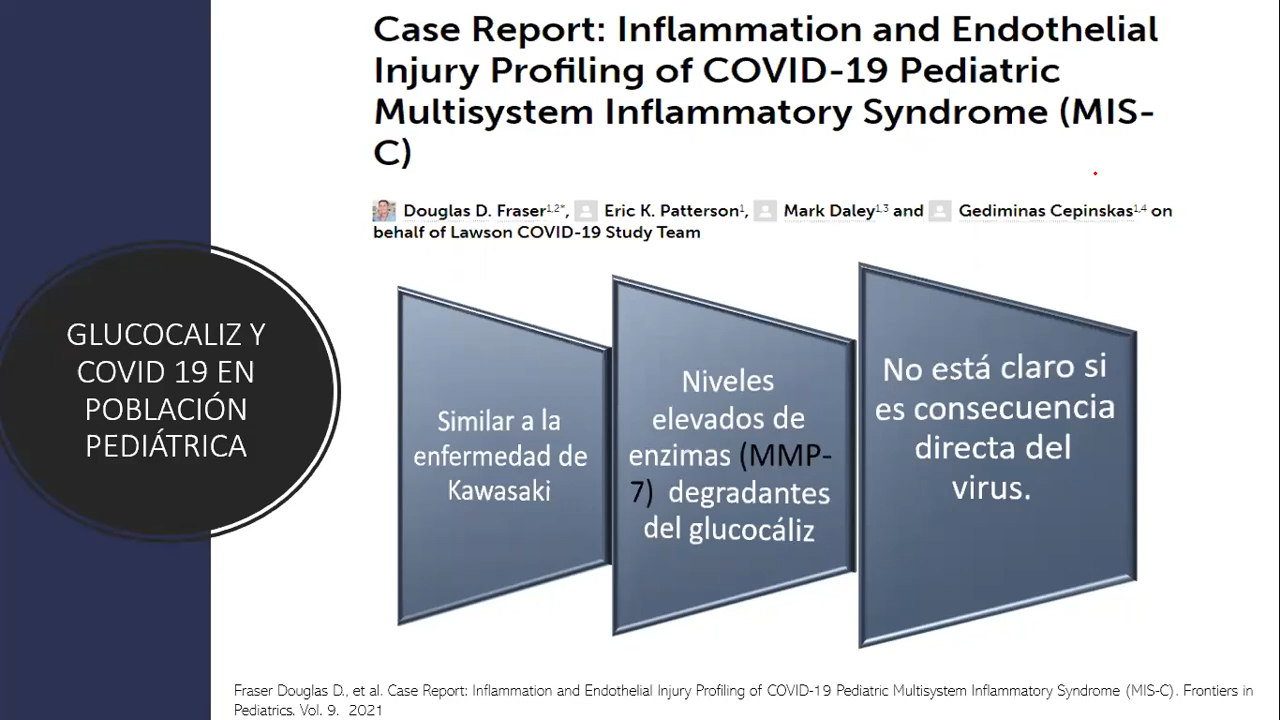 Case Report: Inflammation and Endothelial
Injury Profiling of COVID-19 Pediatric
Multisystem Inflammatory Syndrome (MIS-
C)
Douglas D. Fraser1,2*, Eric K. Patterson1, Mark Daley1,3 and Gediminas Cepinskas1,4 on
behalf of Lawson COVID-19 Study Team
GLUCOCALIZ Y
COVID 19 EN
POBLACIÓN
PEDIÁTRICA
Similar a la
enfermedad de
Kawasaki
Niveles
elevados de
enzimas (MMP-
7) degradantes
del glucocáliz
No está claro si
es consecuencia
directa del
virus.
Fraser Douglas D., et al. Case Report: Inflammation and Endothelial Injury Profiling of COVID-19 Pediatric Multisystem Inflammatory Syndrome (MIS-C). Frontiers in
Pediatrics. Vol. 9. 2021